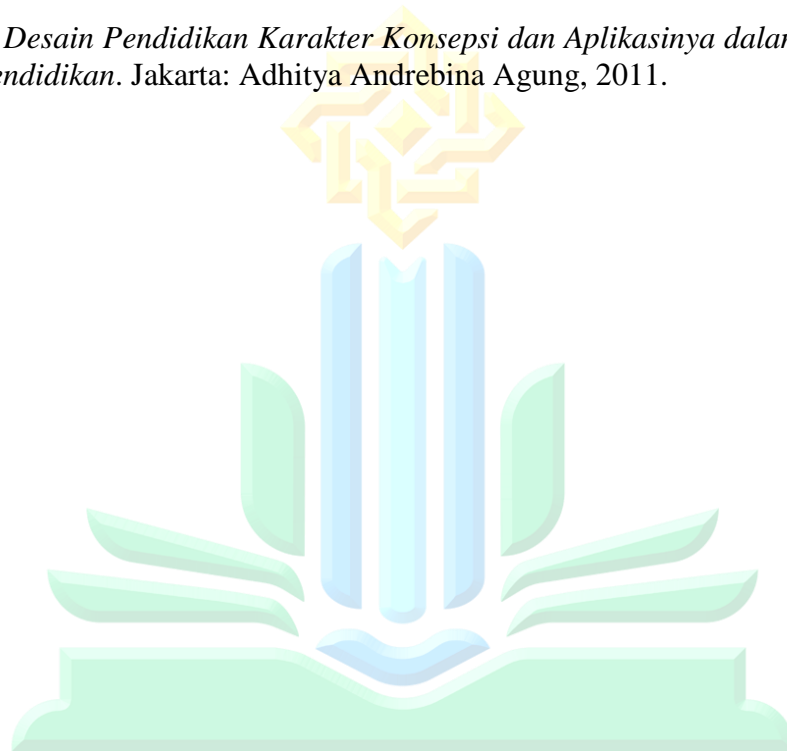 Desain Pendidikan Karakter Konsepsi dan Aplikasinya dalam
endidikan. Jakarta: Adhitya Andrebina Agung, 2011.